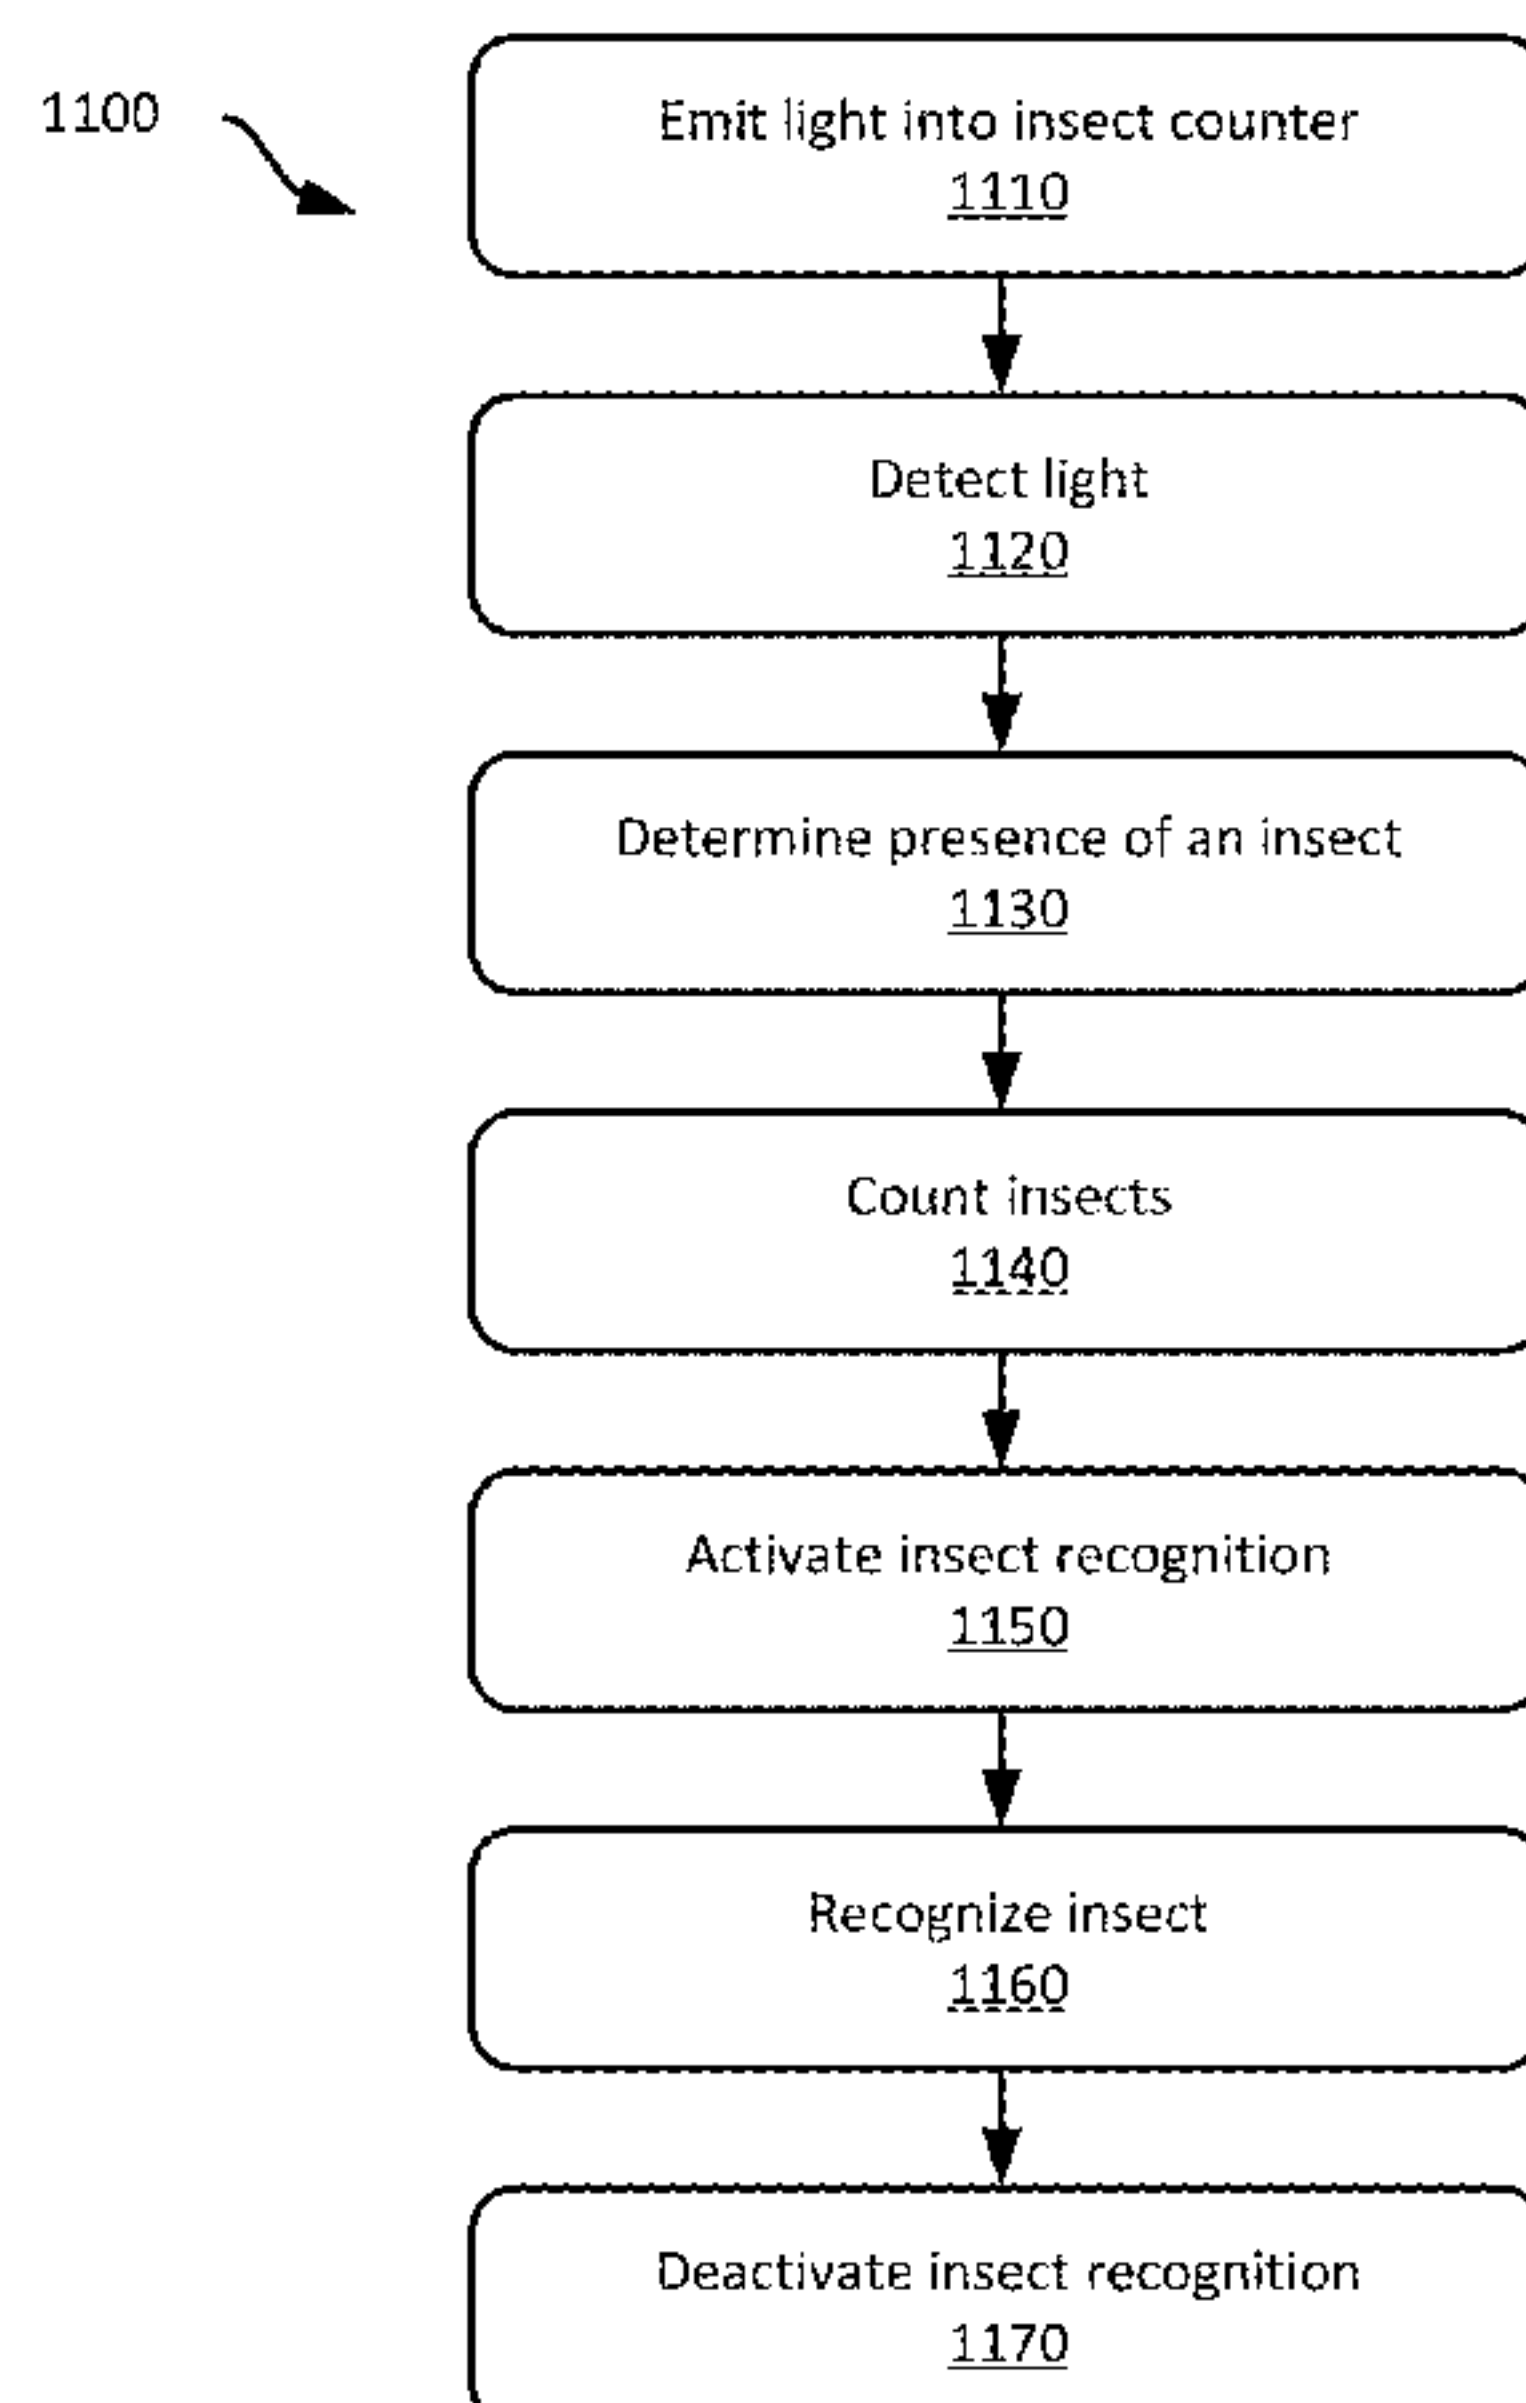 1100
Emit light into insect counter
1110
Detect light
1120
Determine presence of an insect
1130
Count insects
1140
Activate insect recognition
1150
Recognize insect
1160
Deactivate insect recognition
1170